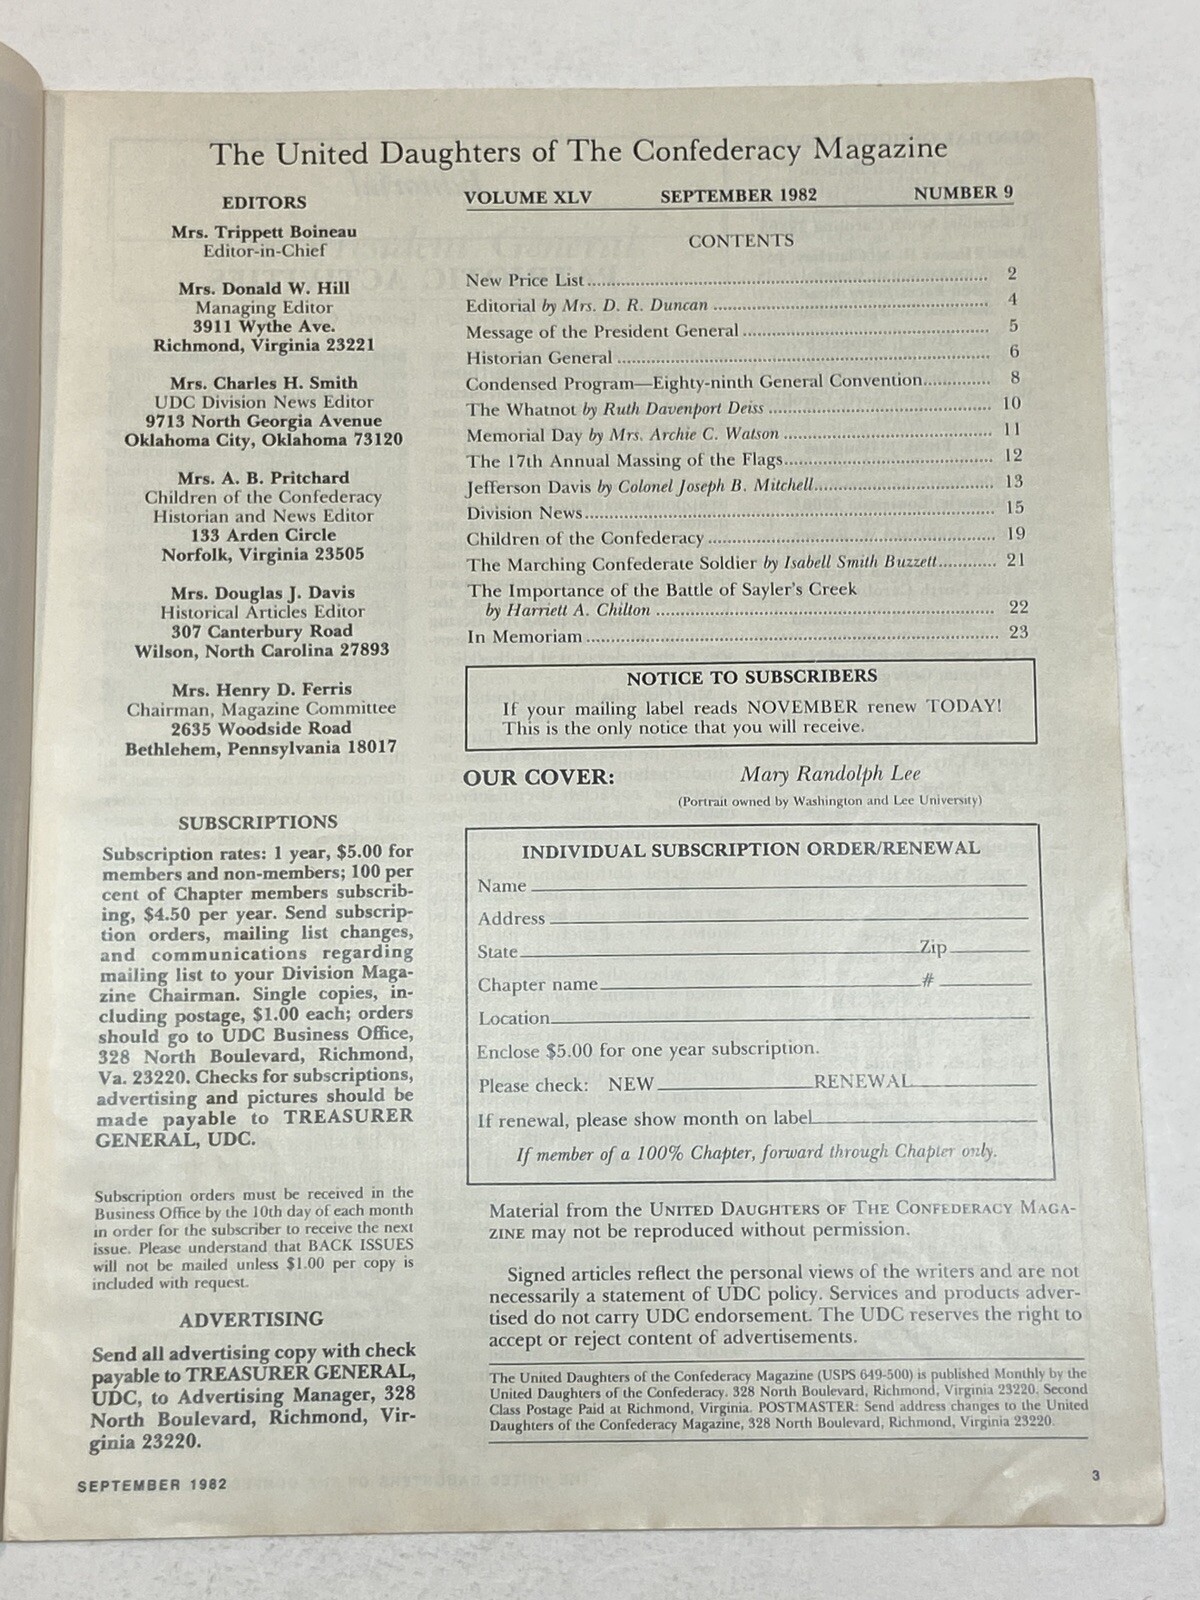 The United Daughters of The Confederacy Magazine
EDITORS
Mrs. Trippett Boineau
Editor-in-Chief
Mrs. Donald W. Hill
Managing Editor
3911 Wythe Ave.
Richmond, Virginia 23221
Mrs. Charles H. Smith
UDC Division News Editor
9713 North Georgia Avenue
Oklahoma City, Oklahoma 73120
Mrs. A. B. Pritchard
Children of the Confederacy
Historian and News Editor
133 Arden Circle
Norfolk, Virginia 23505
Mrs. Douglas J. Davis
Historical Articles Editor
307 Canterbury Road
Wilson, North Carolina 27893
Mrs. Henry D. Ferris
Chairman, Magazine Committee
2635 Woodside Road
Bethlehem, Pennsylvania 18017
SUBSCRIPTIONS
Subscription rates: 1 year, $5.00 for
members and non-members; 100 per
cent of Chapter members subscrib-
ing, $4.50 per year. Send subscrip-
tion orders, mailing list changes,
and communications regarding
mailing list to your Division Maga-
zine Chairman. Single copies, in-
cluding postage, $1.00 each; orders
should go to UDC Business Office,
328 North Boulevard, Richmond,
Va. 23220. Checks for subscriptions,
advertising and pictures should be
made payable to TREASURER
GENERAL, UDC.
Subscription orders must be received in the
Business Office by the 10th day of each month
in order for the subscriber to receive the next
issue. Please understand that BACK ISSUES
will not be mailed unless $1.00 per copy is
included with request.
ADVERTISING
Send all advertising copy with check
payable to TREASURER GENERAL,
UDC, to Advertising Manager, 328
North Boulevard, Richmond, Vir-
ginia 23220.
VOLUME XLV SEPTEMBER 1982 NUMBER 9
CONTENTS
New Price List 2
Editorial by Mrs. D. R. Duncan 4
Message of the President General 5
Historian General 6
Condensed Program—Eighty-ninth General Convention 8
The Whatnot by Ruth Davenport Deiss 10
Memorial Day by Mrs. Archie C. Watson 11
The 17th Annual Massing of the Flags 12
Jefferson Davis by Colonel Joseph B. Mitchell 13
Division News 15
Children of the Confederacy 19
The Marching Confederate Soldier by Isabell Smith Buzzett 21
The Importance of the Battle of Sayler's Creek
by Harriett A. Chilton 22
In Memoriam 23
NOTICE TO SUBSCRIBERS
If your mailing label reads NOVEMBER renew TODAY!
This is the only notice that you will receive.
OUR COVER: Mary Randolph Lee
(Portrait owned by Washington and Lee University)
INDIVIDUAL SUBSCRIPTION ORDER/RENEWAL
Name
Address
State Zip
Chapter name #
Location
Enclose $5.00 for one year subscription.
Please check: NEW RENEWAL
If renewal, please show month on label
If member of a 100% Chapter, forward through Chapter only.
Material from the UNITED DAUGHTERS OF THE CONFEDERACY MAGA-
ZINE may not be reproduced without permission.
Signed articles reflect the personal views of the writers and are not
necessarily a statement of UDC policy. Services and products adver-
tised do not carry UDC endorsement. The UDC reserves the right to
accept or reject content of advertisements.
The United Daughters of the Confederacy Magazine (USPS 649-500) is published Monthly by the
United Daughters of the Confederacy. 328 North Boulevard, Richmond, Virginia 23220. Second
Class Postage Paid at Richmond, Virginia. POSTMASTER: Send address changes to the United
Daughters of the Confederacy Magazine, 328 North Boulevard, Richmond, Virginia 23220.
SEPTEMBER 1982 3